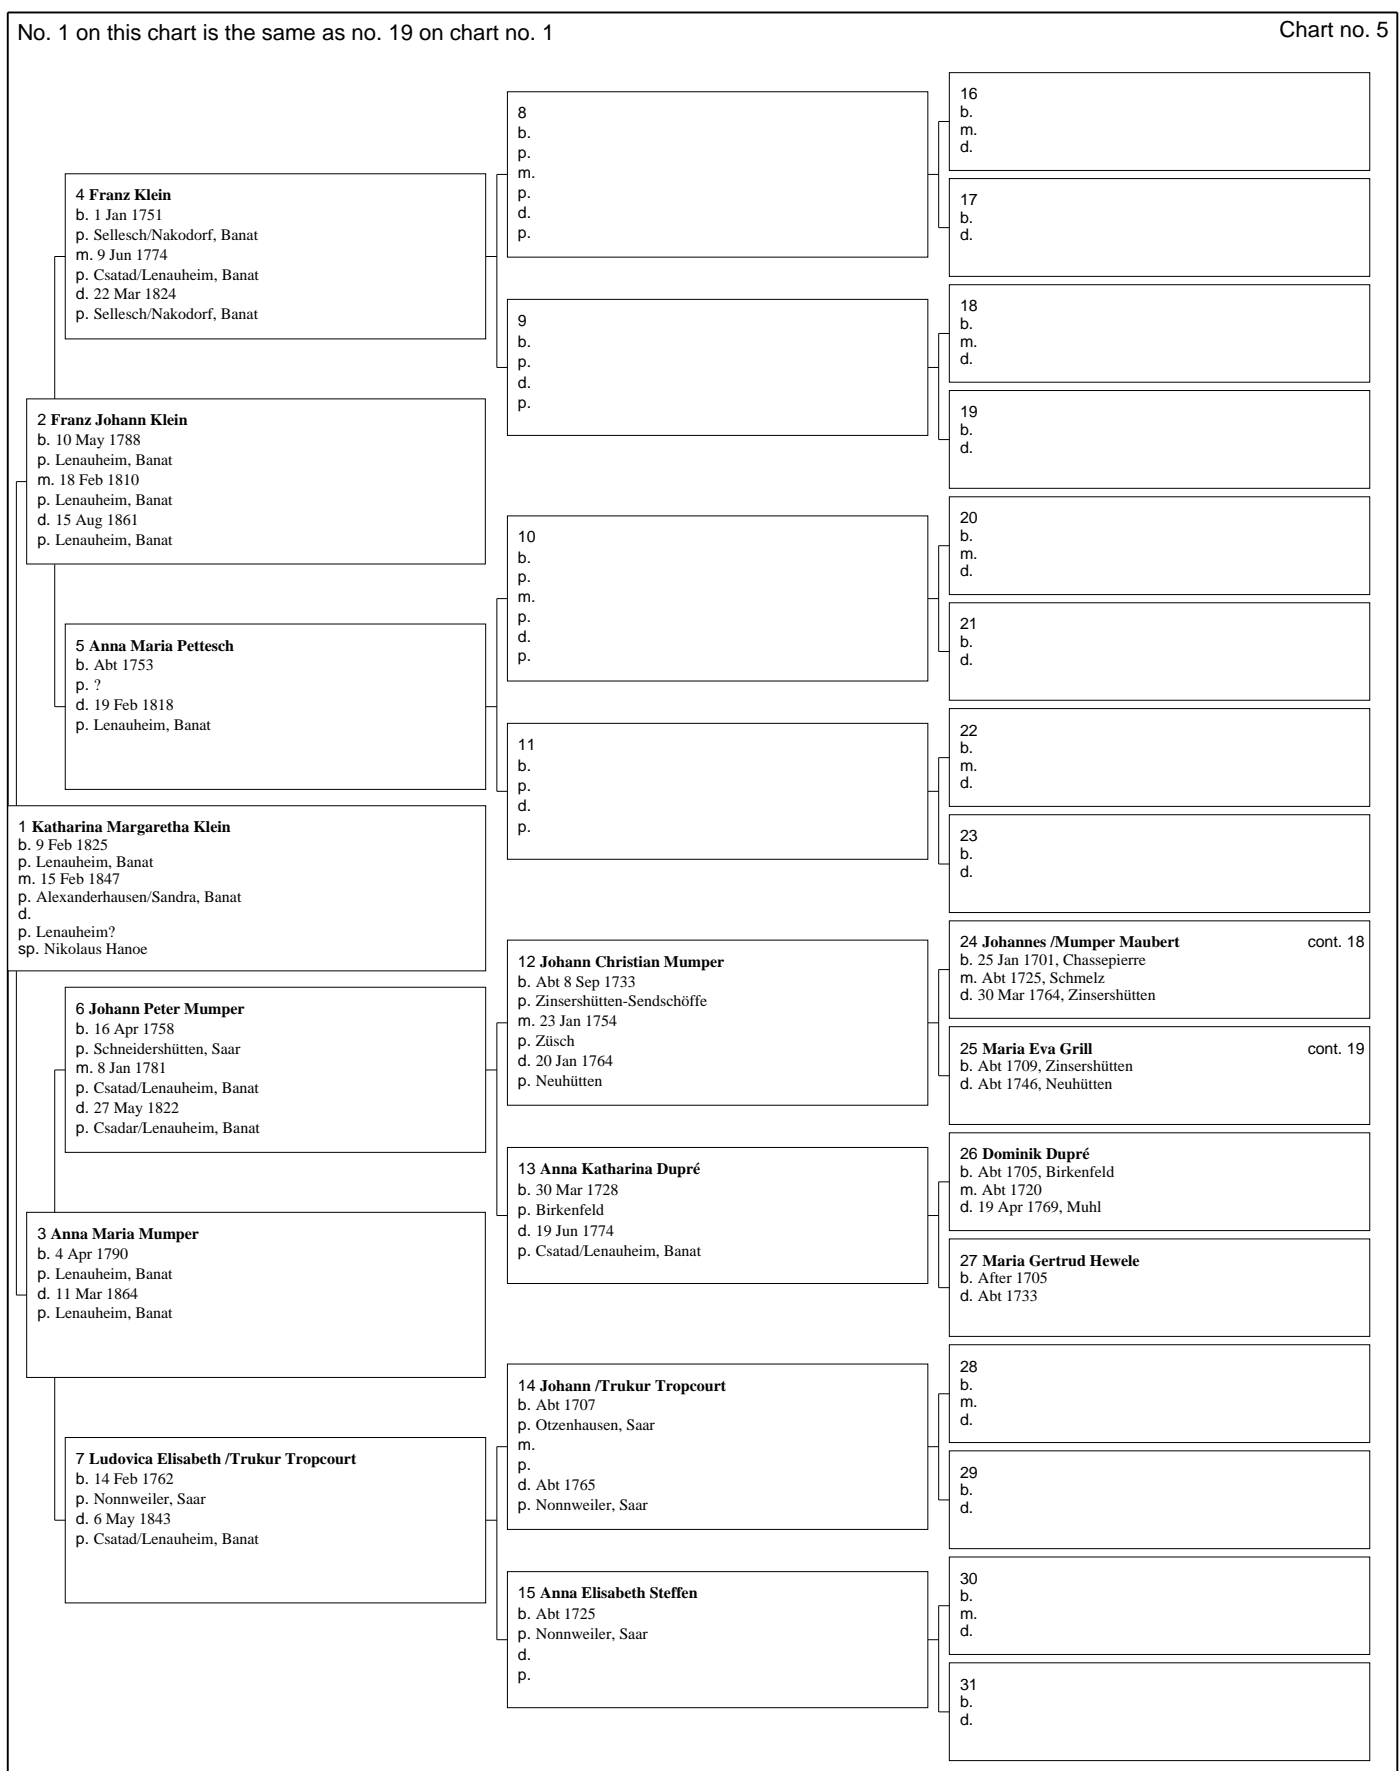 No. 1 on this chart is the same as no. 19 on chart no. 1
Chart no. 5
1 Katharina Margaretha Klein
b. 9 Feb 1825
p. Lenauheim, Banat
m. 15 Feb 1847
p. Alexanderhausen/Sandra, Banat
d.
p. Lenauheim?
sp. Nikolaus Hanoe
2 Franz Johann Klein
b. 10 May 1788
p. Lenauheim, Banat
m. 18 Feb 1810
p. Lenauheim, Banat
d. 15 Aug 1861
p. Lenauheim, Banat
3 Anna Maria Mumper
b. 4 Apr 1790
p. Lenauheim, Banat
d. 11 Mar 1864
p. Lenauheim, Banat
4 Franz Klein
b. 1 Jan 1751
p. Sellesch/Nakodorf, Banat
m. 9 Jun 1774
p. Csatad/Lenauheim, Banat
d. 22 Mar 1824
p. Sellesch/Nakodorf, Banat
5 Anna Maria Pettesch
b. Abt 1753
p. ?
d. 19 Feb 1818
p. Lenauheim, Banat
6 Johann Peter Mumper
b. 16 Apr 1758
p. Schneidershütten, Saar
m. 8 Jan 1781
p. Csatad/Lenauheim, Banat
d. 27 May 1822
p. Csadar/Lenauheim, Banat
7 Ludovica Elisabeth /Trukur Tropcourt
b. 14 Feb 1762
p. Nonnweiler, Saar
d. 6 May 1843
p. Csatad/Lenauheim, Banat
8
b.
p.
m.
p.
d.
p.
9
b.
p.
d.
p.
10
b.
p.
m.
p.
d.
p.
11
b.
p.
d.
p.
12 Johann Christian Mumper
b. Abt 8 Sep 1733
p. Zinsershütten-Sendschöffe
m. 23 Jan 1754
p. Züsch
d. 20 Jan 1764
p. Neuhütten
13 Anna Katharina Dupré
b. 30 Mar 1728
p. Birkenfeld
d. 19 Jun 1774
p. Csatad/Lenauheim, Banat
14 Johann /Trukur Tropcourt
b. Abt 1707
p. Otzenhausen, Saar
m.
p.
d. Abt 1765
p. Nonnweiler, Saar
15 Anna Elisabeth Steffen
b. Abt 1725
p. Nonnweiler, Saar
d.
p.
16
b.
m.
d.
17
b.
d.
18
b.
m.
d.
19
b.
d.
20
b.
m.
d.
21
b.
d.
22
b.
m.
d.
23
b.
d.
24 Johannes /Mumper Maubert cont. 18
b. 25 Jan 1701, Chassepierre
m. Abt 1725, Schmelz
d. 30 Mar 1764, Zinsershütten
25 Maria Eva Grill cont. 19
b. Abt 1709, Zinsershütten
d. Abt 1746, Neuhütten
26 Dominik Dupré
b. Abt 1705, Birkenfeld
m. Abt 1720
d. 19 Apr 1769, Muhl
27 Maria Gertrud Hewele
b. After 1705
d. Abt 1733
28
b.
m.
d.
29
b.
d.
30
b.
m.
d.
31
b.
d.